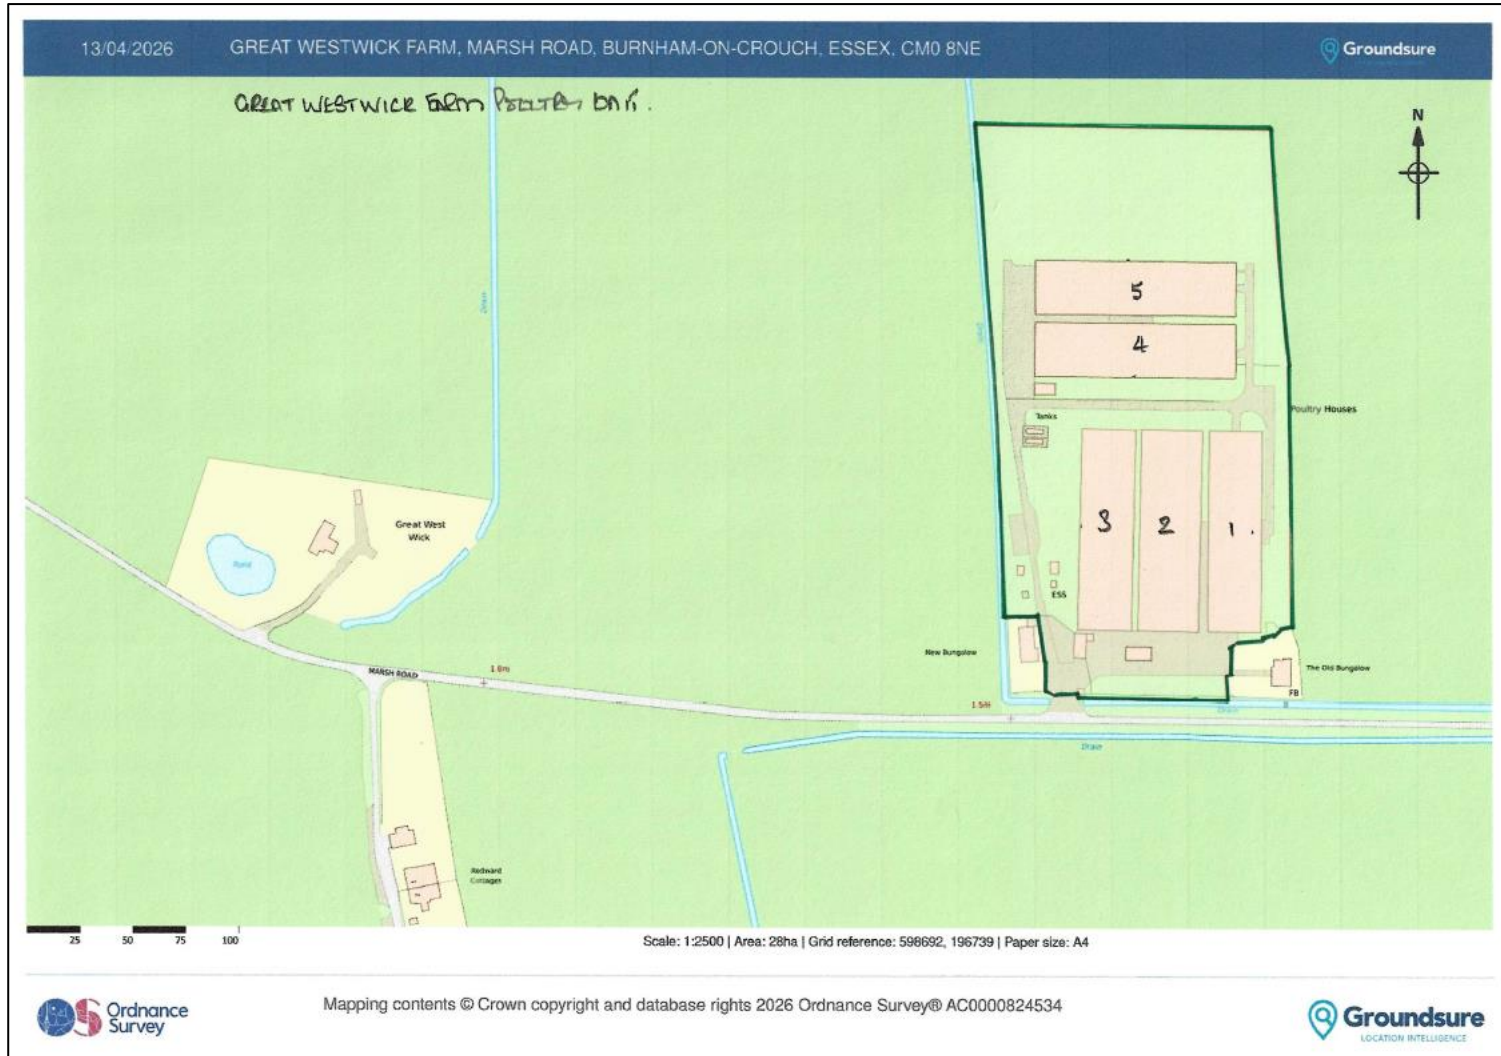 13/04/2026 GREAT WESTWICK FARM, MARSH ROAD, BURNHAM-ON-CROUCH, ESSEX, CM0 8NE Groundsure
GREAT WESTWICK FARM
N
5
4
Drain
Drain
Poultry Houses
Tanks
Great West
Wick
3 2 1.
Pond
ESS
New Bungalow
The Old Bungalow
MARSH ROAD
1.8m
FB
1.5m
Drain
Drain
Redward
Cottages
25 50 75 100
Scale: 1:2500 | Area: 28ha | Grid reference: 598692, 196739 | Paper size: A4
Ordnance
Survey
Mapping contents © Crown copyright and database rights 2026 Ordnance Survey® AC0000824534
Groundsure
LOCATION INTELLIGENCE